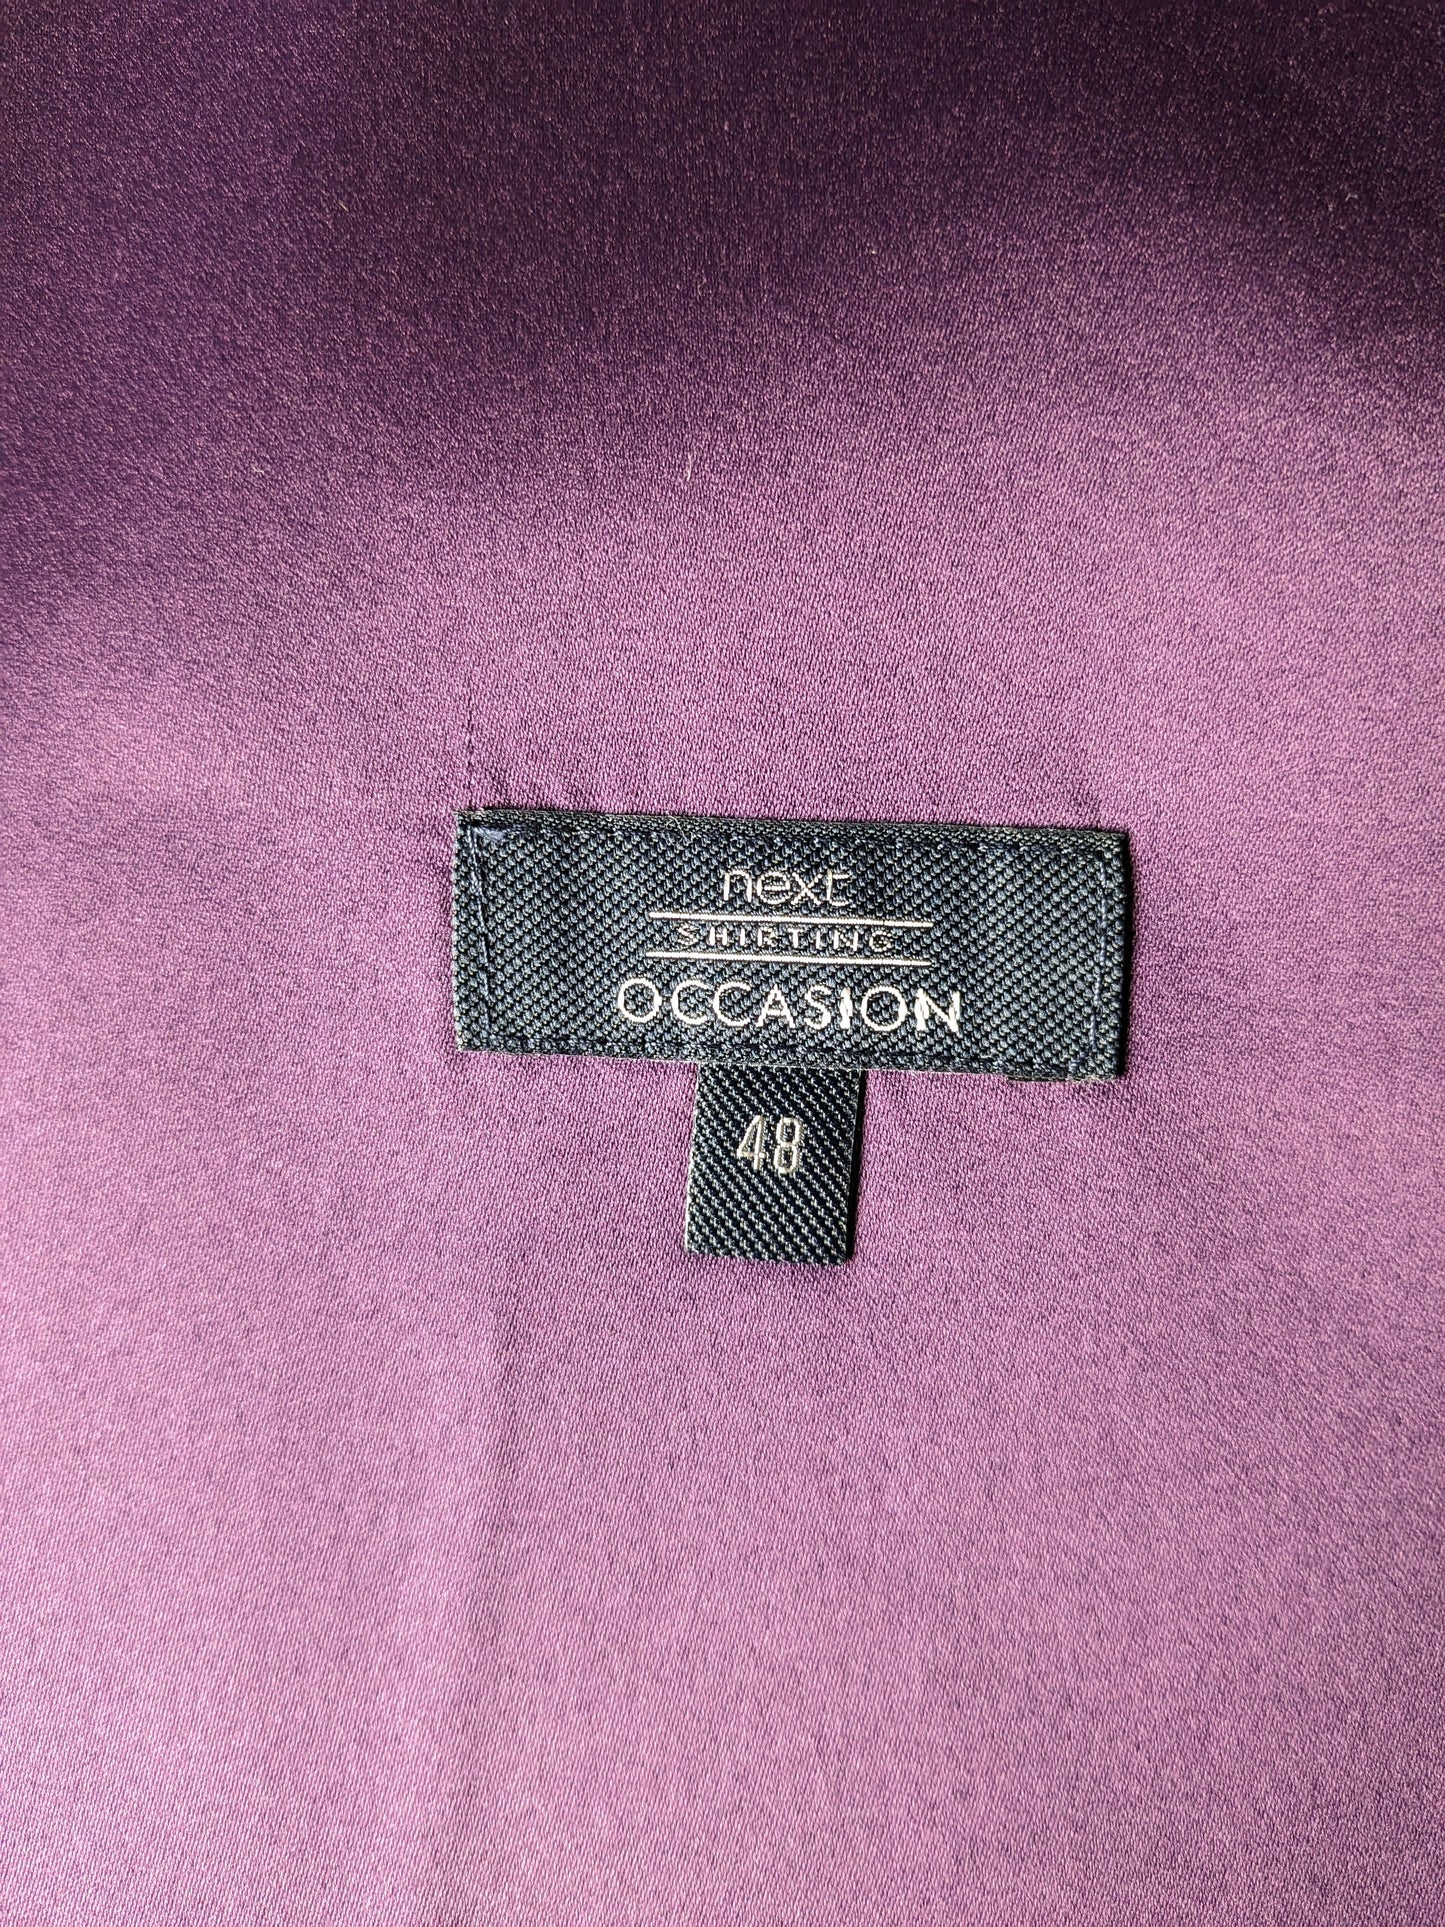 next
SHIRTING
OCCASION
48